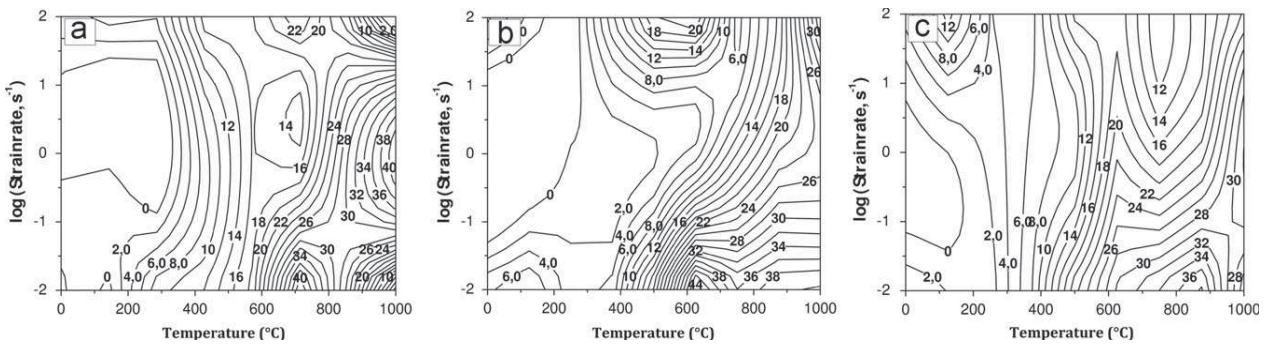 a
2
1
0
-1
-2
log (Strainrate, s⁻¹)
0 200 400 600 800 1000
Temperature (°C)
22 20 10 2,0
12 24 28 38
14 34 40
16 32 36
0 18 22 26 30
14 20
2,0 10 34 30 26 24
6,0 8,0
0 4,0 16 40 20 10
b
2
1
0
-1
-2
0 200 400 600 800 1000
Temperature (°C)
0 18 20 10 30
14
0 12 6,0 26
8,0
18
14 20
0 26
2,0 24
8,0 16 22 30
4,0 28
6,0 12 32 34
4,0
6,0 10 38 36 38
44
c
2
1
0
-1
-2
log (Strainrate, s⁻¹)
0 200 400 600 800 1000
Temperature (°C)
12 6,0
8,0 4,0
12
20 14
12 16
18
22 30
6,0 8,0 16 24 28
2,0 14
0 10 26 32
4,0 30 34
2,0 36 28